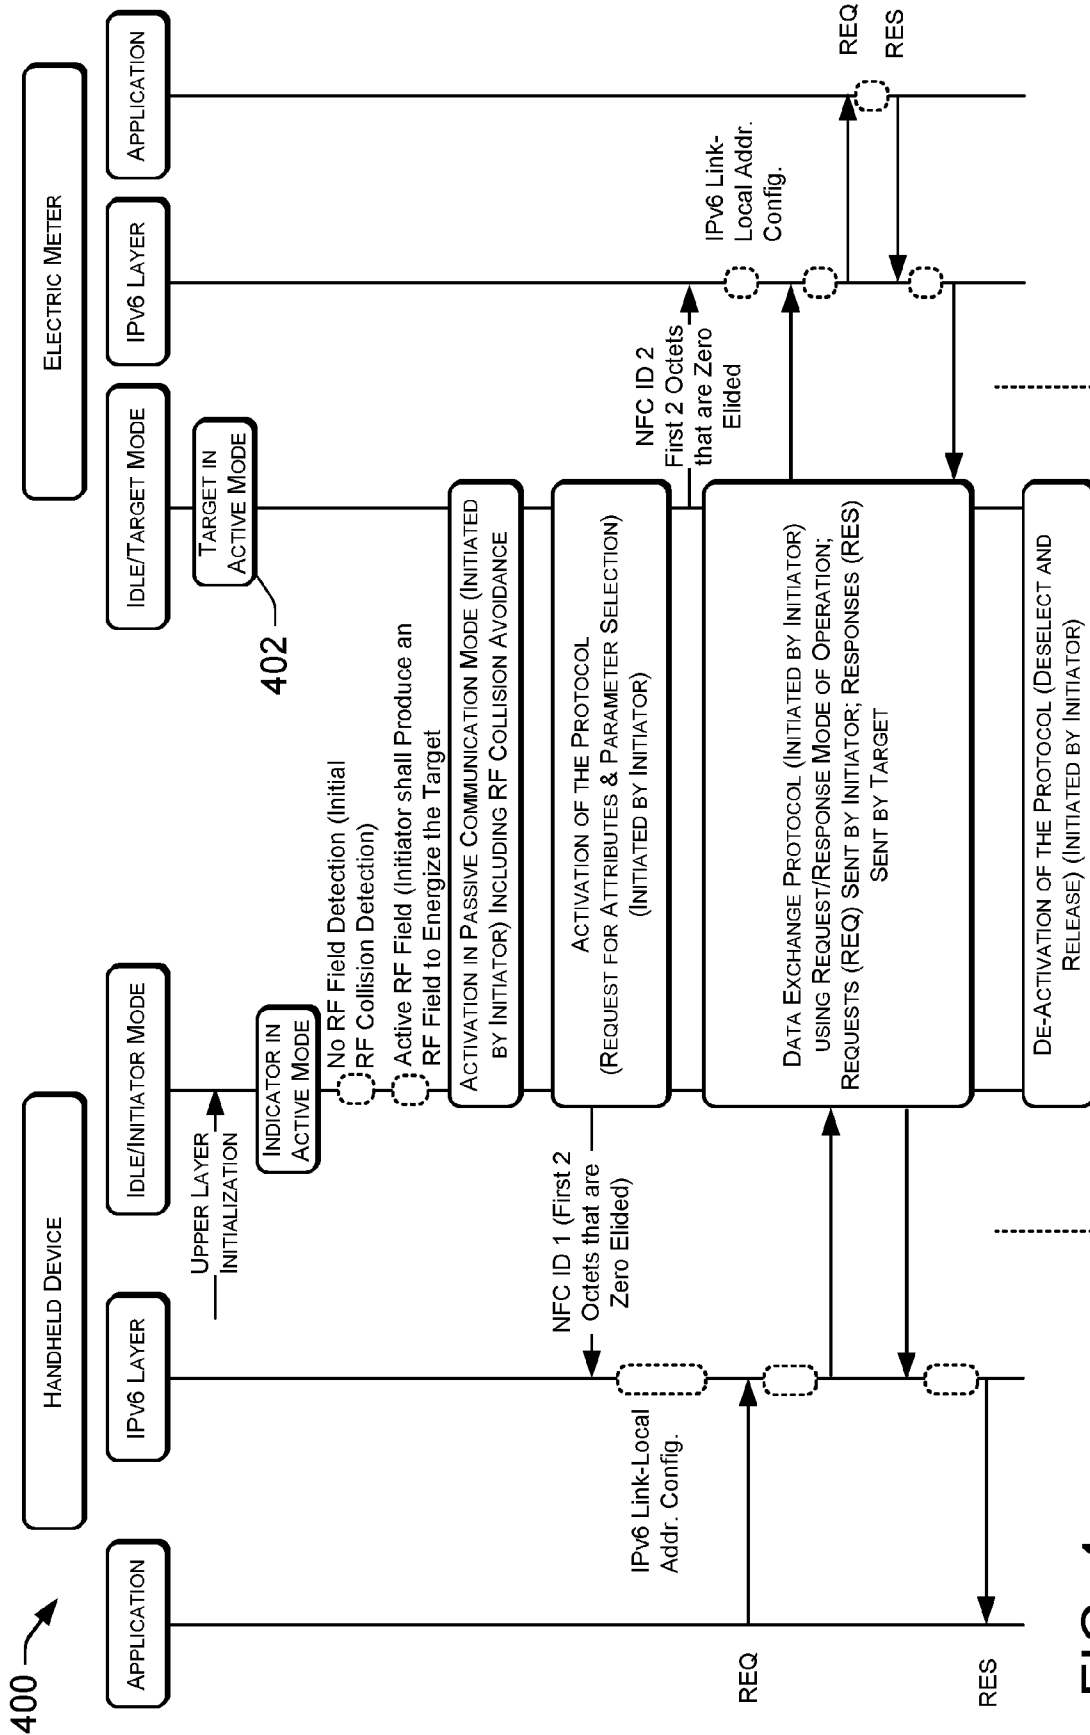 400
HANDHELD DEVICE
ELECTRIC METER
APPLICATION
IPV6 LAYER
IDLE/INITIATOR MODE
IDLE/TARGET MODE
IPV6 LAYER
APPLICATION
UPPER LAYER
INITIALIZATION
TARGET IN
ACTIVE MODE
402
INDICATOR IN
ACTIVE MODE
No RF Field Detection (Initial
RF Collision Detection)
Active RF Field (Initiator shall Produce an
RF Field to Energize the Target
ACTIVATION IN PASSIVE COMMUNICATION MODE (INITIATED
BY INITIATOR) INCLUDING RF COLLISION AVOIDANCE
NFC ID 1 (First 2
Octets that are
Zero Elided)
ACTIVATION OF THE PROTOCOL
(REQUEST FOR ATTRIBUTES & PARAMETER SELECTION)
(INITIATED BY INITIATOR)
NFC ID 2
First 2 Octets
that are Zero
Elided
IPv6 Link-Local
Addr. Config.
IPv6 Link-
Local Addr.
Config.
REQ
DATA EXCHANGE PROTOCOL (INITIATED BY INITIATOR)
USING REQUEST/RESPONSE MODE OF OPERATION;
REQUESTS (REQ) SENT BY INITIATOR; RESPONSES (RES)
SENT BY TARGET
REQ
RES
RES
DE-ACTIVATION OF THE PROTOCOL (DESELECT AND
RELEASE) (INITIATED BY INITIATOR)